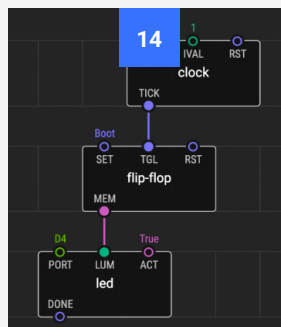 14
1
IVAL RST
clock
TICK
Boot
SET TGL RST
flip-flop
MEM
D4 True
PORT LUM ACT
led
DONE